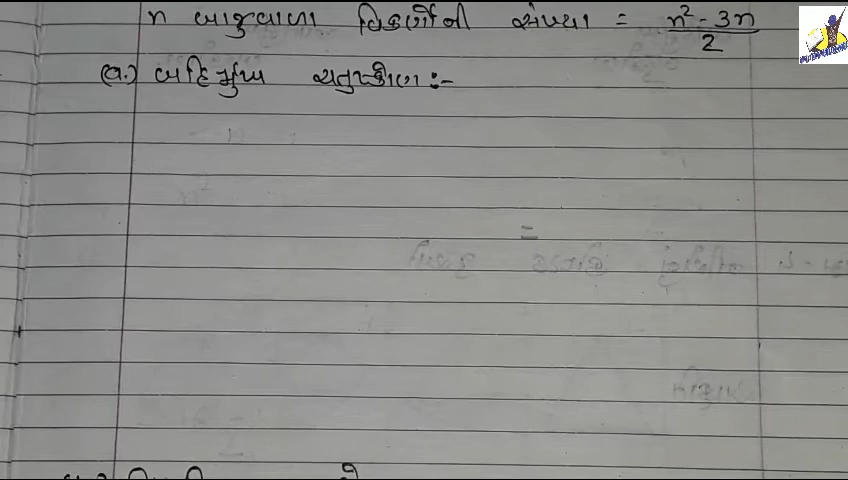 n બાજુવાળા વિકર્ણોની સંખ્યા = n² - 3n / 2
(બ.) બહિર્મુખ ચતુષ્કોણ :-